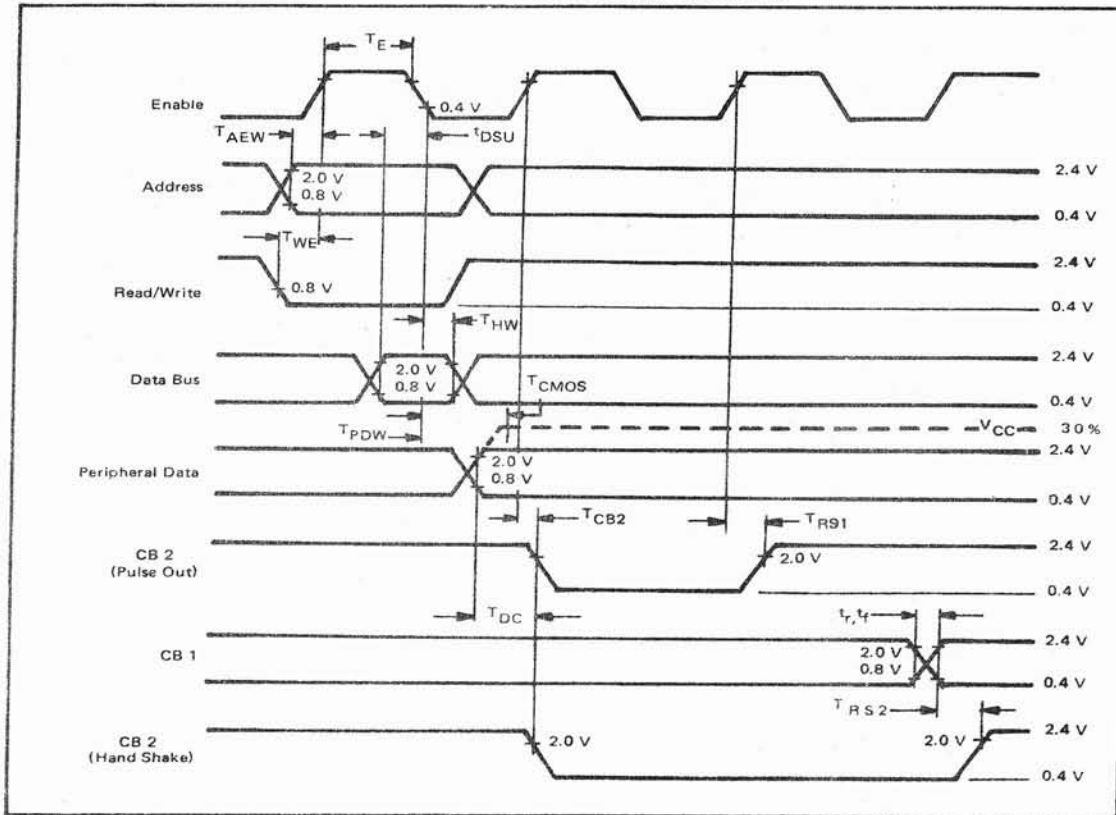 T_E
Enable
0.4 V
T_AEW
t_DSU
Address
2.0 V
0.8 V
2.4 V
0.4 V
T_WE
Read/Write
0.8 V
2.4 V
0.4 V
T_HW
Data Bus
2.0 V
0.8 V
2.4 V
0.4 V
T_CMOS
T_PDW
V_CC 30%
Peripheral Data
2.0 V
0.8 V
2.4 V
0.4 V
T_CB2
T_R91
CB 2
(Pulse Out)
2.0 V
2.4 V
0.4 V
T_DC
t_r, t_f
CB 1
2.0 V
0.8 V
2.4 V
0.4 V
T_RS2
CB 2
(Hand Shake)
2.0 V
2.0 V
2.4 V
0.4 V